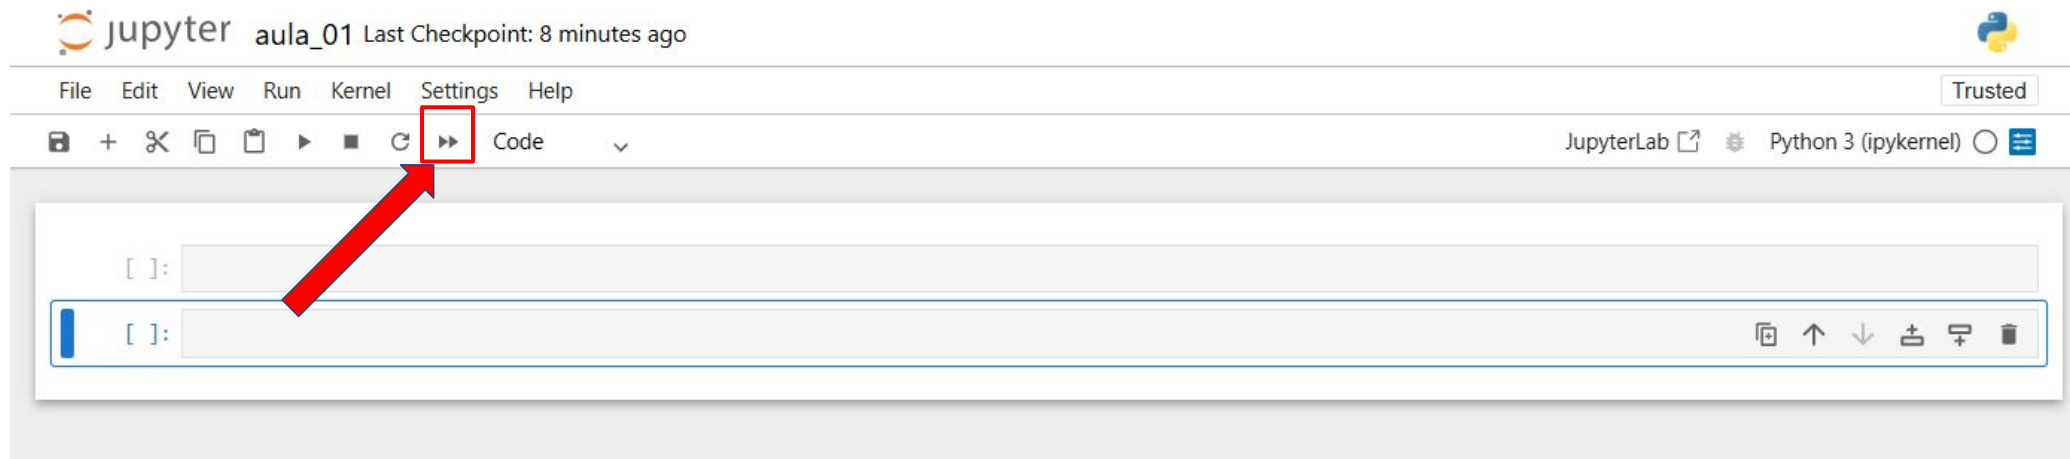 jupyter aula_01 Last Checkpoint: 8 minutes ago
File Edit View Run Kernel Settings Help Trusted
Code JupyterLab Python 3 (ipykernel)
[ ]:
[ ]: